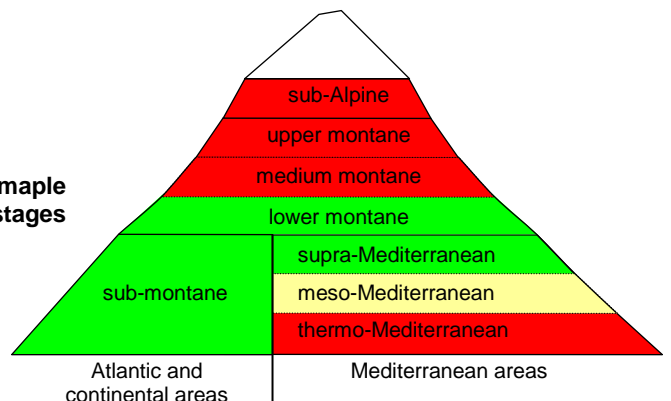 sub-Alpine
upper montane
medium montane
maple
stages
lower montane
supra-Mediterranean
sub-montane
meso-Mediterranean
thermo-Mediterranean
Atlantic and
continental areas
Mediterranean areas